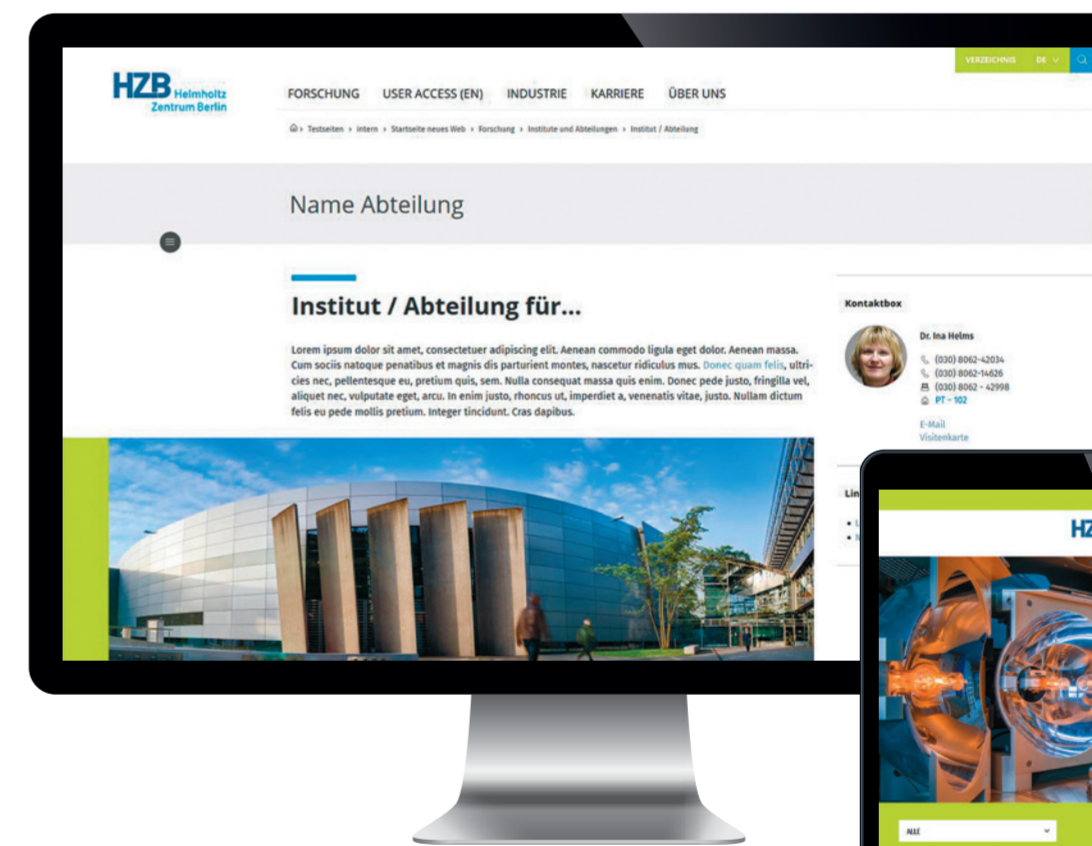 VERZEICHNIS DE
HZB Helmholtz
Zentrum Berlin
FORSCHUNG USER ACCESS (EN) INDUSTRIE KARRIERE ÜBER UNS
› Testseiten › intern › Startseite neues Web › Forschung › Institute und Abteilungen › Institut / Abteilung
Name Abteilung
Institut / Abteilung für...
Lorem ipsum dolor sit amet, consectetuer adipiscing elit. Aenean commodo ligula eget dolor. Aenean massa.
Cum sociis natoque penatibus et magnis dis parturient montes, nascetur ridiculus mus. Donec quam felis, ultri-
cies nec, pellentesque eu, pretium quis, sem. Nulla consequat massa quis enim. Donec pede justo, fringilla vel,
aliquet nec, vulputate eget, arcu. In enim justo, rhoncus ut, imperdiet a, venenatis vitae, justo. Nullam dictum
felis eu pede mollis pretium. Integer tincidunt. Cras dapibus.
Kontaktbox
Dr. Ina Helms
(030) 8062-42034
(030) 8062-14626
(030) 8062 - 42998
PT - 102
E-Mail
Visitenkarte
Lin
HZ
ALLE